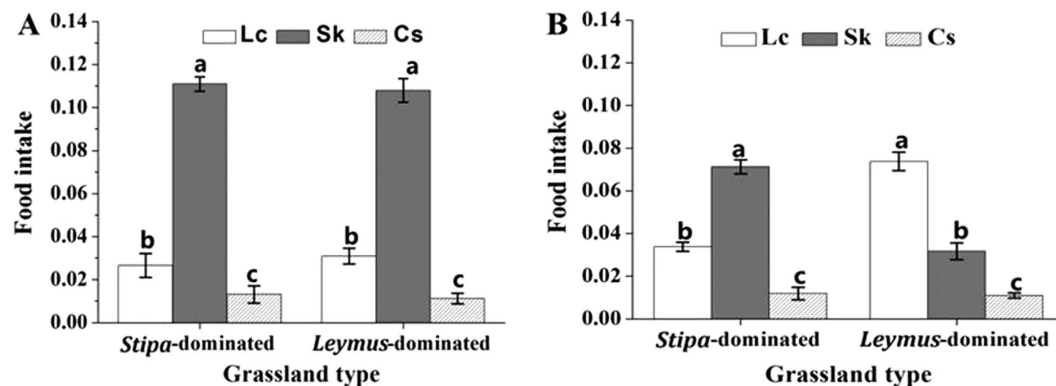 A
0.14
0.12
0.10
0.08
0.06
0.04
0.02
0.00
Food intake
Lc Sk Cs
a a
b b
c c
Stipa-dominated Leymus-dominated
Grassland type
B
0.14
0.12
0.10
0.08
0.06
0.04
0.02
0.00
Food intake
Lc Sk Cs
a a
b b
c c
Stipa-dominated Leymus-dominated
Grassland type